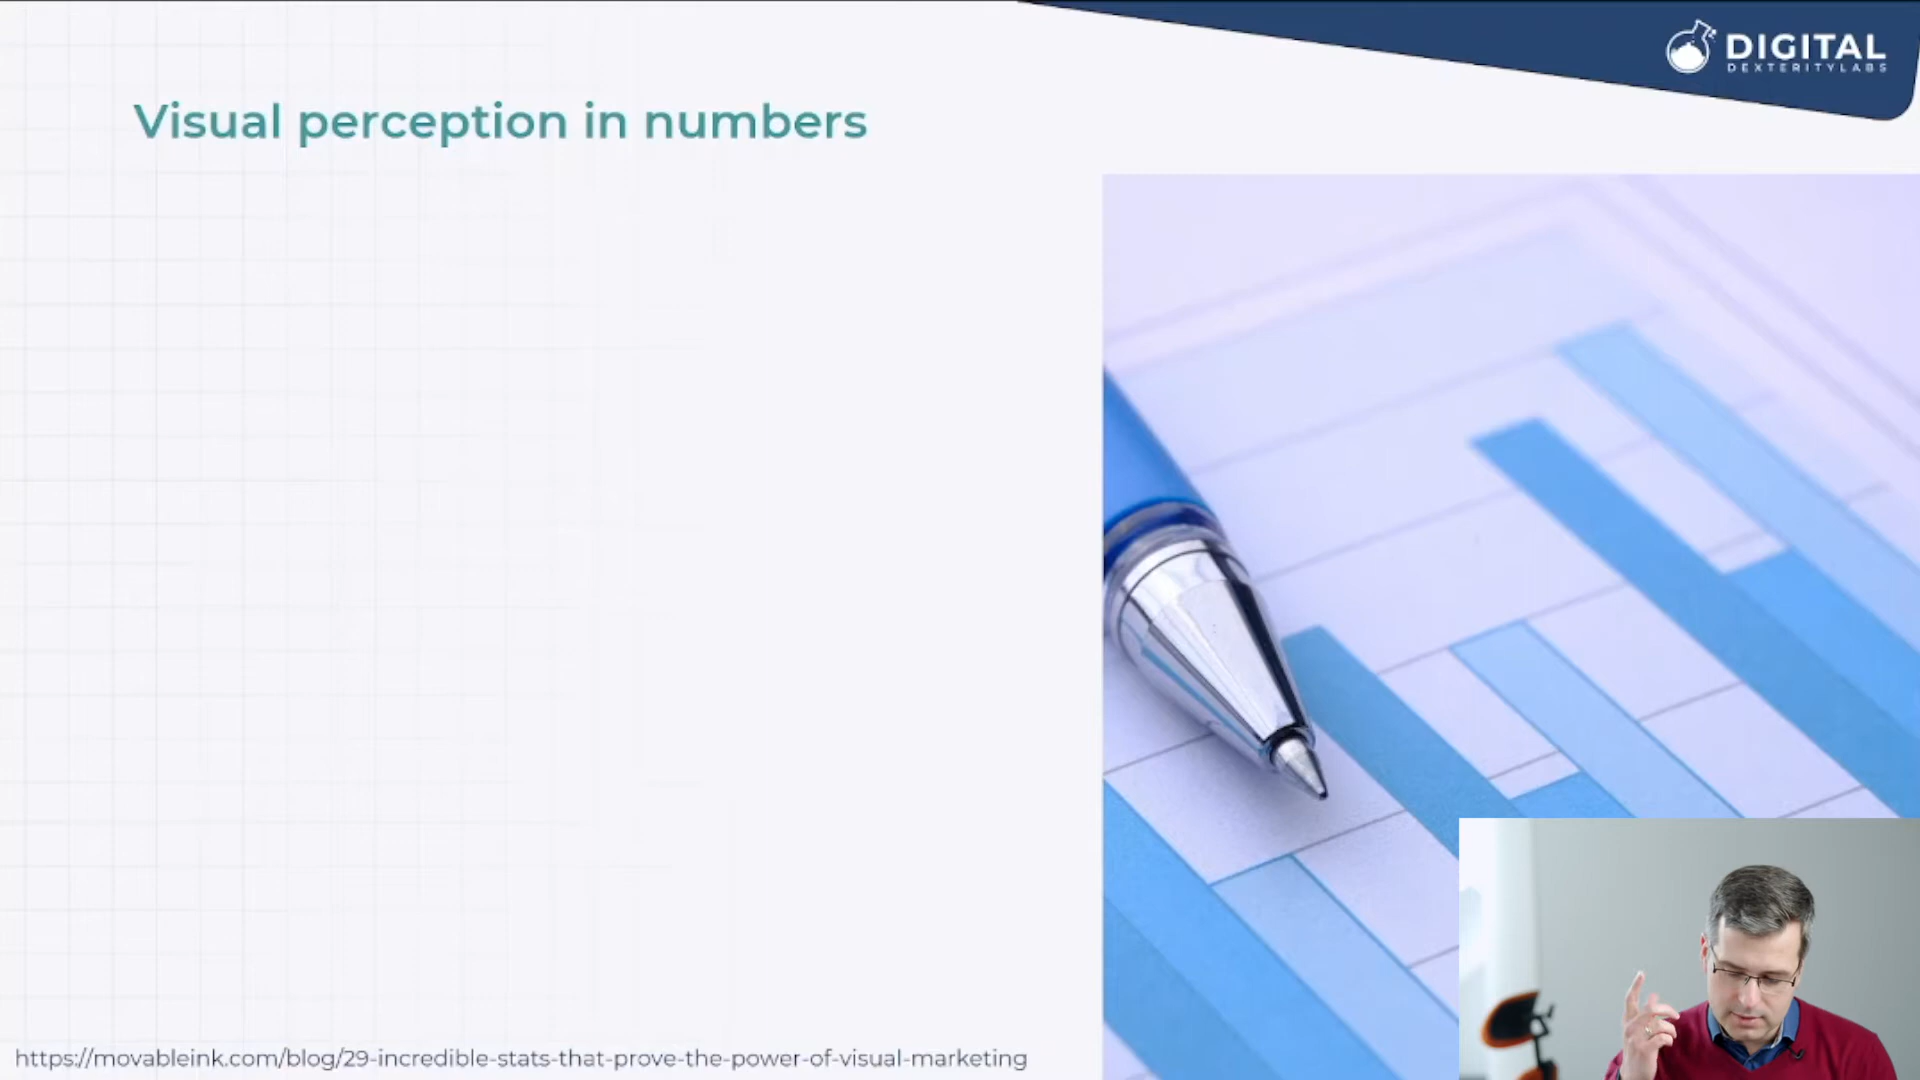 DIGITAL
DEXTERITYLABS
Visual perception in numbers
https://movableink.com/blog/29-incredible-stats-that-prove-the-power-of-visual-marketing